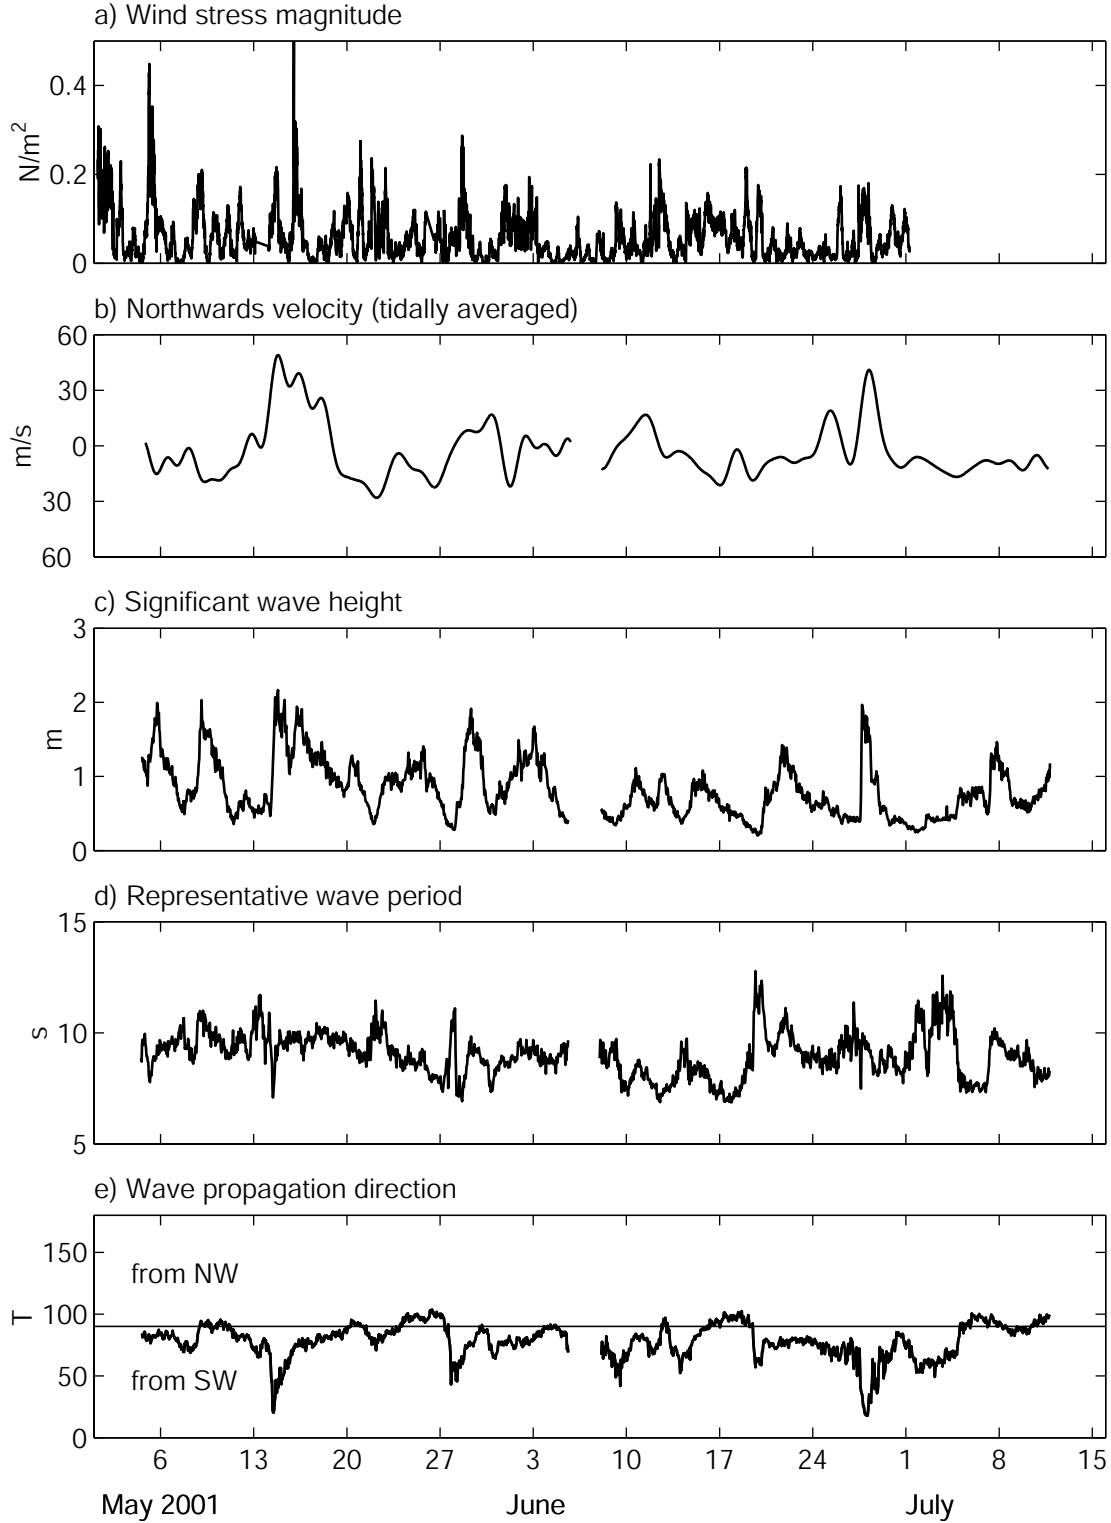 a) Wind stress magnitude
0.4
0.2
0
N/m²
b) Northwards velocity (tidally averaged)
60
30
0
30
60
m/s
c) Significant wave height
3
2
1
0
m
d) Representative wave period
15
10
5
s
e) Wave propagation direction
150
100
50
0
T
from NW
from SW
6 13 20 27 3 10 17 24 1 8 15
May 2001 June July